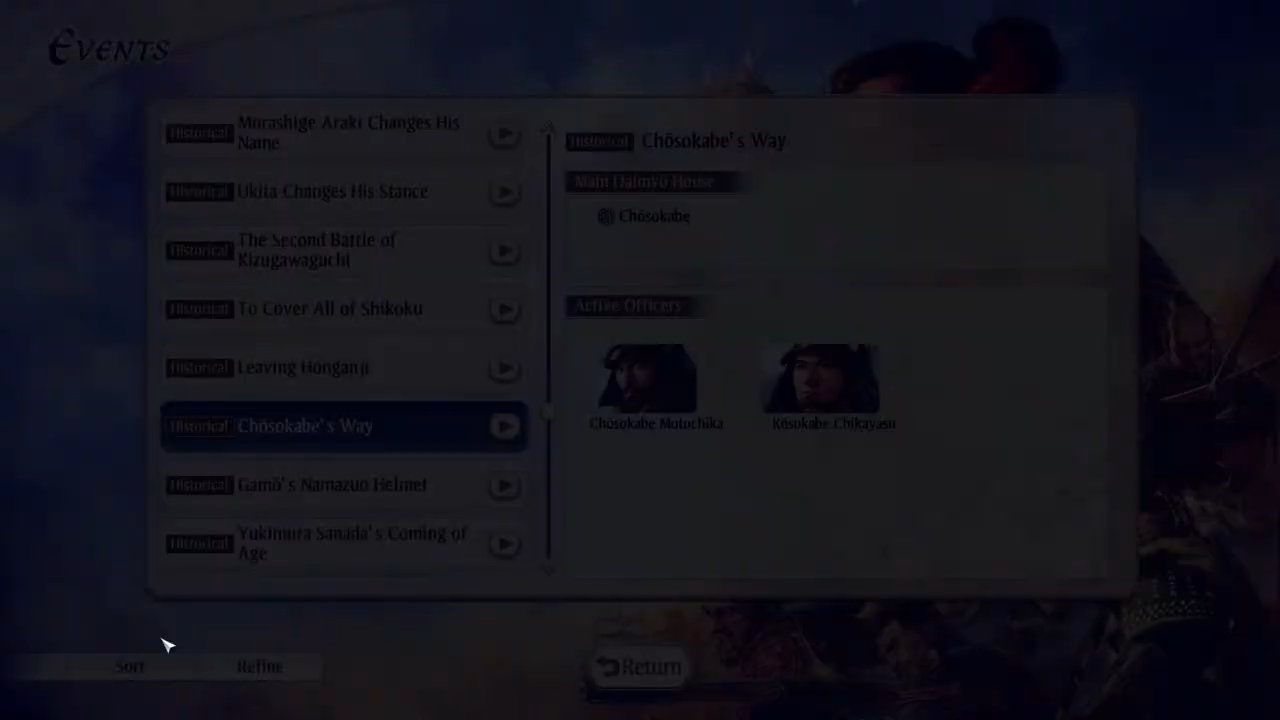 Events
Historical Murashige Araki Changes His
Name
Historical Ukita Changes His Stance
Historical The Second Battle of
Kizugawaguchi
Historical To Cover All of Shikoku
Historical Leaving Honganji
Historical Chōsokabe's Way
Historical Gamō's Namazuo Helmet
Historical Yukimura Sanada's Coming of
Age
Historical Chōsokabe's Way
Main Daimyō House
Chōsokabe
Active Officers
Chōsokabe Motochika
Kōsokabe Chikayasu
Sort
Refine
Return